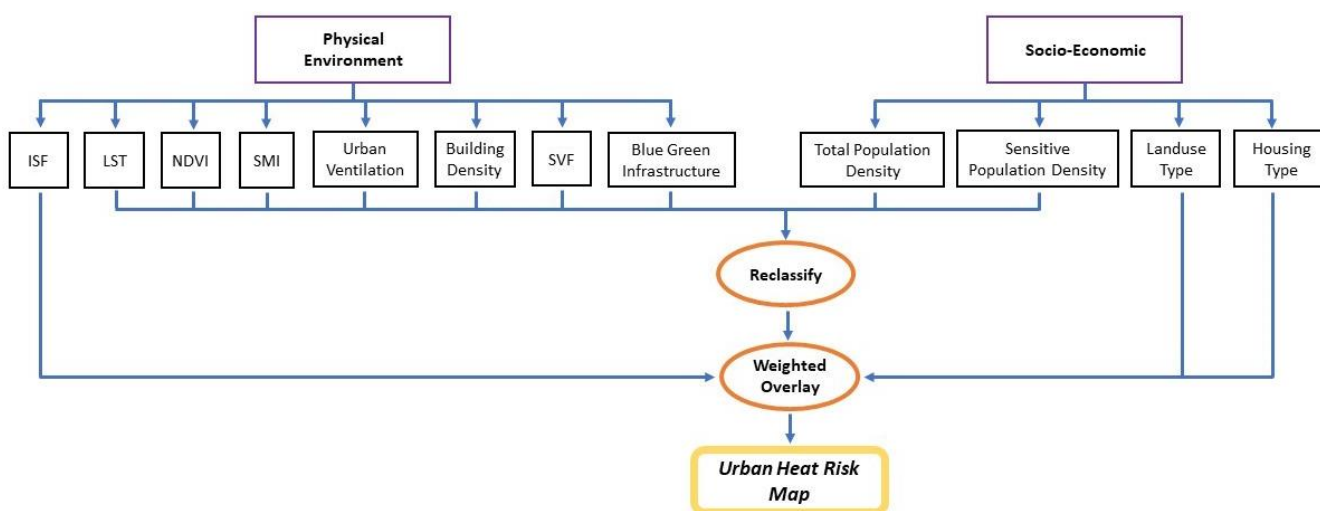 Physical
Environment
Socio-Economic
ISF
LST
NDVI
SMI
Urban
Ventilation
Building
Density
SVF
Blue Green
Infrastructure
Total Population
Density
Sensitive
Population Density
Landuse
Type
Housing
Type
Reclassify
Weighted
Overlay
Urban Heat Risk
Map